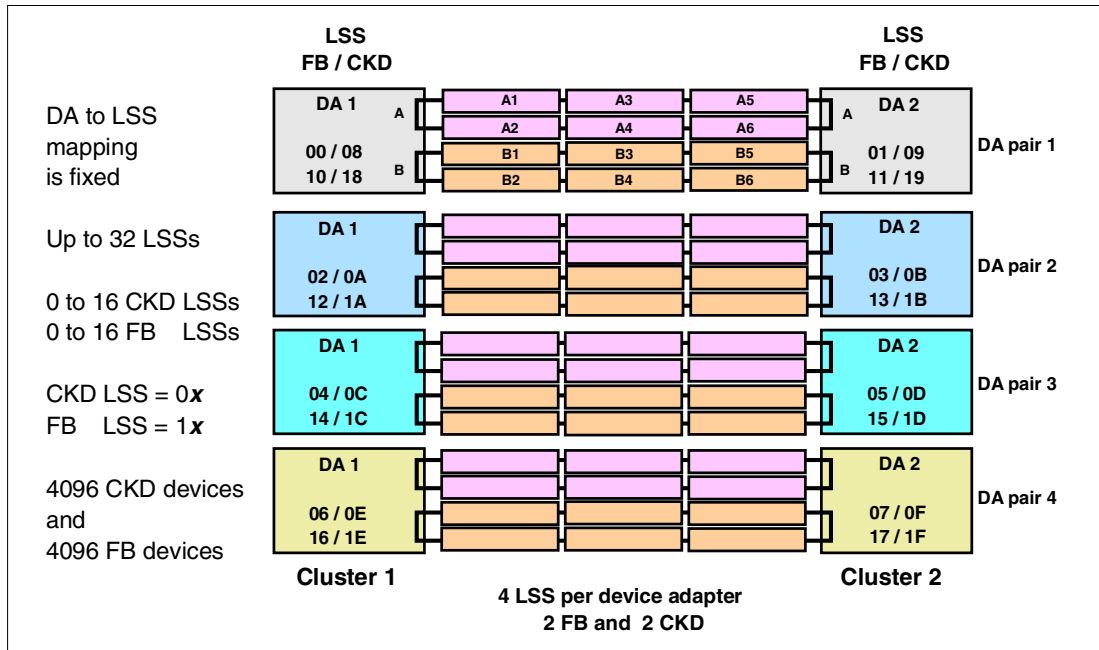 LSS
FB / CKD
LSS
FB / CKD
DA to LSS
mapping
is fixed
Up to 32 LSSs
0 to 16 CKD LSSs
0 to 16 FB LSSs
CKD LSS = 0x
FB LSS = 1x
4096 CKD devices
and
4096 FB devices
DA 1
A
00 / 08
10 / 18
B
A1 A3 A5
A2 A4 A6
B1 B3 B5
B2 B4 B6
DA 2
A
01 / 09
B
11 / 19
DA pair 1
DA 1
02 / 0A
12 / 1A
DA 2
03 / 0B
13 / 1B
DA pair 2
DA 1
04 / 0C
14 / 1C
DA 2
05 / 0D
15 / 1D
DA pair 3
DA 1
06 / 0E
16 / 1E
DA 2
07 / 0F
17 / 1F
DA pair 4
Cluster 1
Cluster 2
4 LSS per device adapter
2 FB and 2 CKD